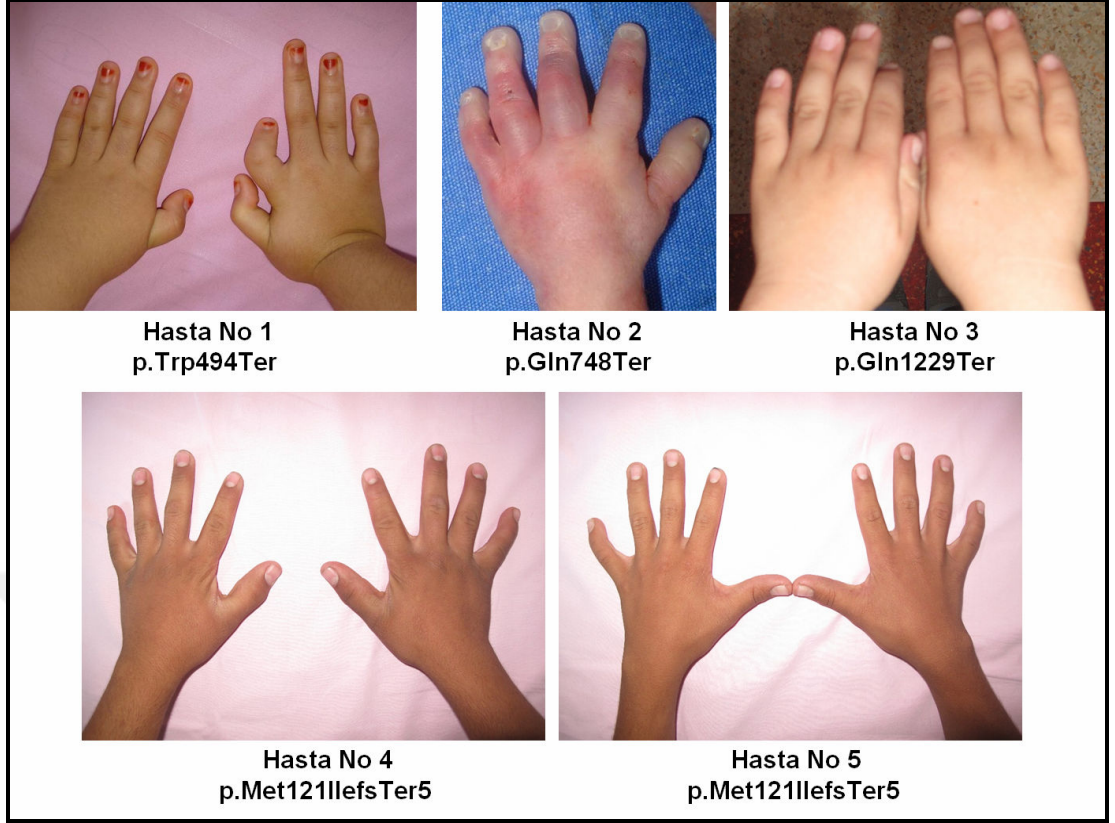 Hasta No 1
p.Trp494Ter
Hasta No 2
p.Gln748Ter
Hasta No 3
p.Gln1229Ter
Hasta No 4
p.Met121IlefsTer5
Hasta No 5
p.Met121IlefsTer5